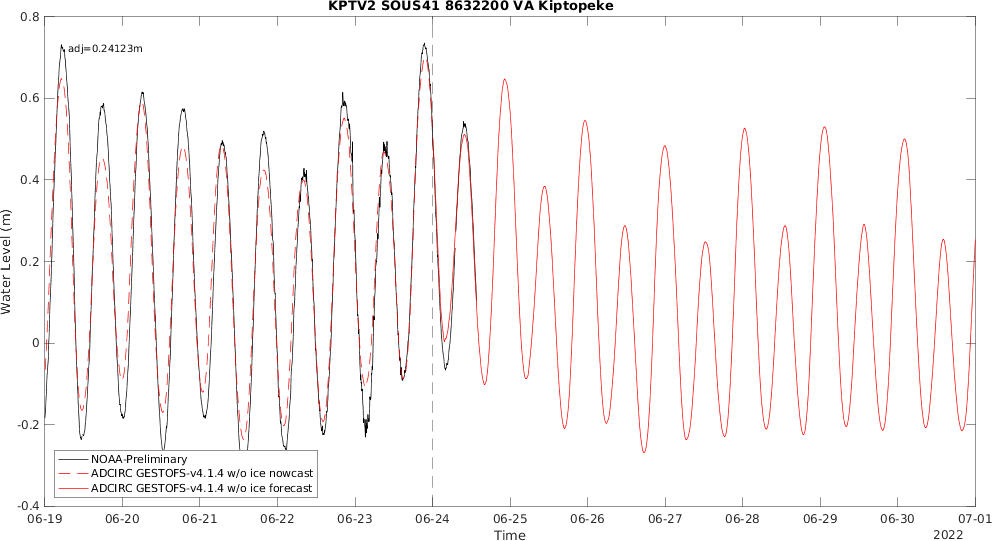 KPTV2 SOUS41 8632200 VA Kiptopeke
adj=0.24123m
0.8
0.6
0.4
0.2
0
-0.2
-0.4
Water Level (m)
NOAA-Preliminary
ADCIRC GESTOFS-v4.1.4 w/o ice nowcast
ADCIRC GESTOFS-v4.1.4 w/o ice forecast
06-19 06-20 06-21 06-22 06-23 06-24 06-25 06-26 06-27 06-28 06-29 06-30 07-01
Time
2022